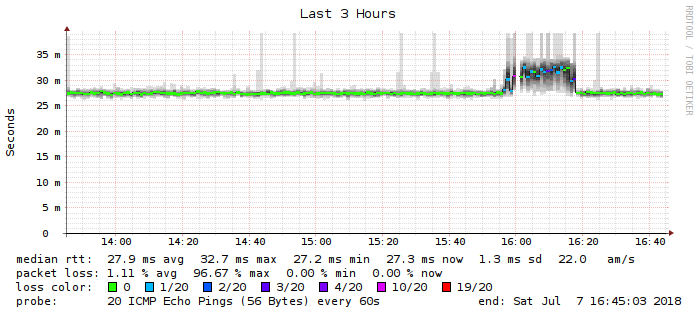 Last 3 Hours
RRDTOOL / TOBI OETIKER
Seconds
35 m
30 m
25 m
20 m
15 m
10 m
5 m
0
14:00 14:20 14:40 15:00 15:20 15:40 16:00 16:20 16:40
median rtt: 27.9 ms avg 32.7 ms max 27.2 ms min 27.3 ms now 1.3 ms sd 22.0 am/s
packet loss: 1.11 % avg 96.67 % max 0.00 % min 0.00 % now
loss color: 0 1/20 2/20 3/20 4/20 10/20 19/20
probe: 20 ICMP Echo Pings (56 Bytes) every 60s end: Sat Jul 7 16:45:03 2018